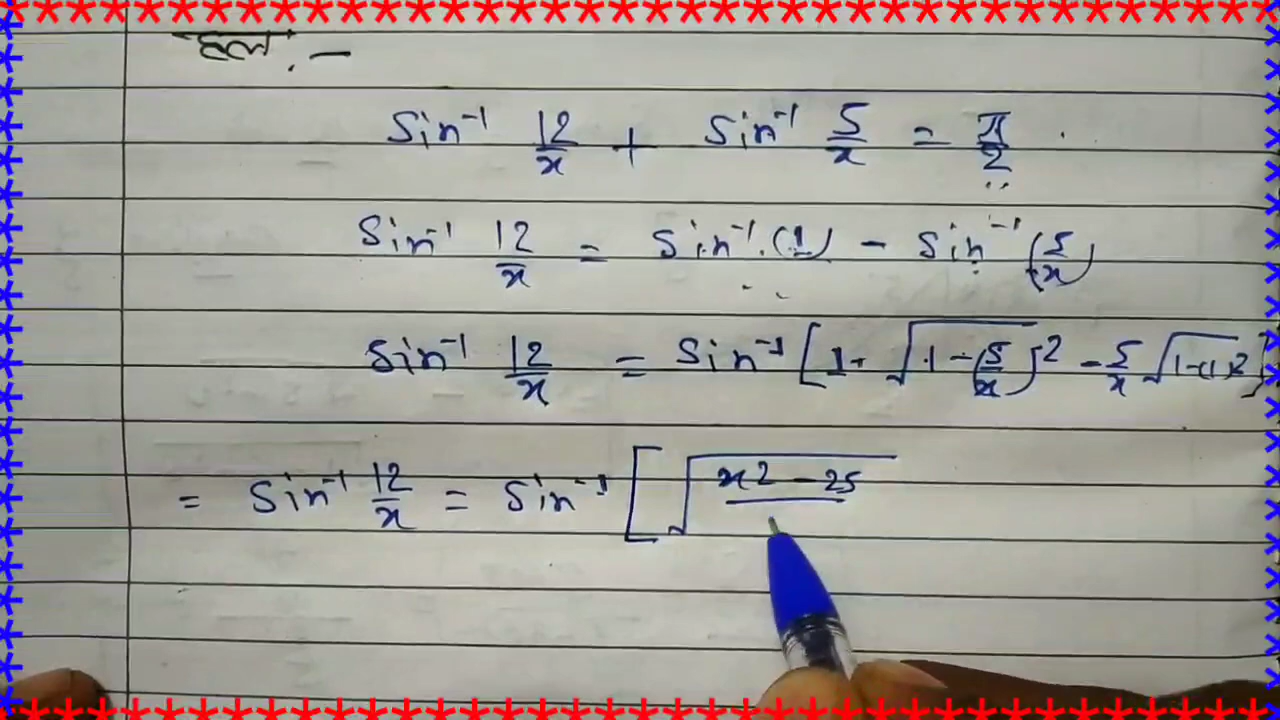 हल. -
Sin⁻¹ 12/x + Sin⁻¹ 5/x = π/2
Sin⁻¹ 12/x = Sin⁻¹(1) - Sin⁻¹(5/x)
Sin⁻¹ 12/x = Sin⁻¹[1·√(1-(5/x)²) - 5/x √(1-(1)²)]
= Sin⁻¹ 12/x = Sin⁻¹[√(x²-25